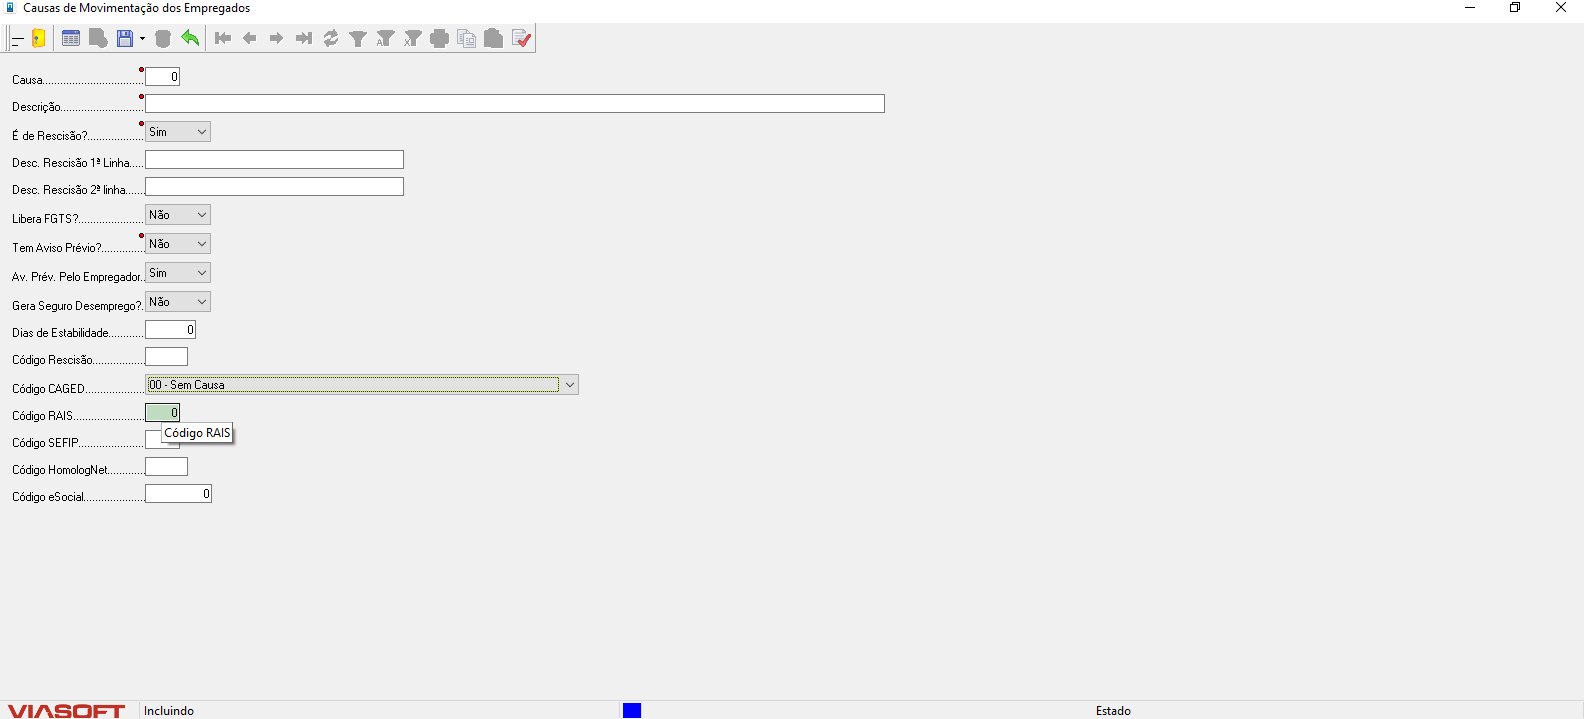 Causas de Movimentação dos Empregados
Causa.................................. 0
Descrição............................
É de Rescisão?................... Sim
Desc. Rescisão 1ª Linha.....
Desc. Rescisão 2ª linha.......
Libera FGTS?...................... Não
Tem Aviso Prévio?............... Não
Av. Prév. Pelo Empregador.. Sim
Gera Seguro Desemprego?. Não
Dias de Estabilidade............ 0
Código Rescisão.................
Código CAGED.................... 00 - Sem Causa
Código RAIS........................ 0
Código RAIS
Código SEFIP......................
Código HomologNet............
Código eSocial..................... 0
VIASOFT Incluindo Estado